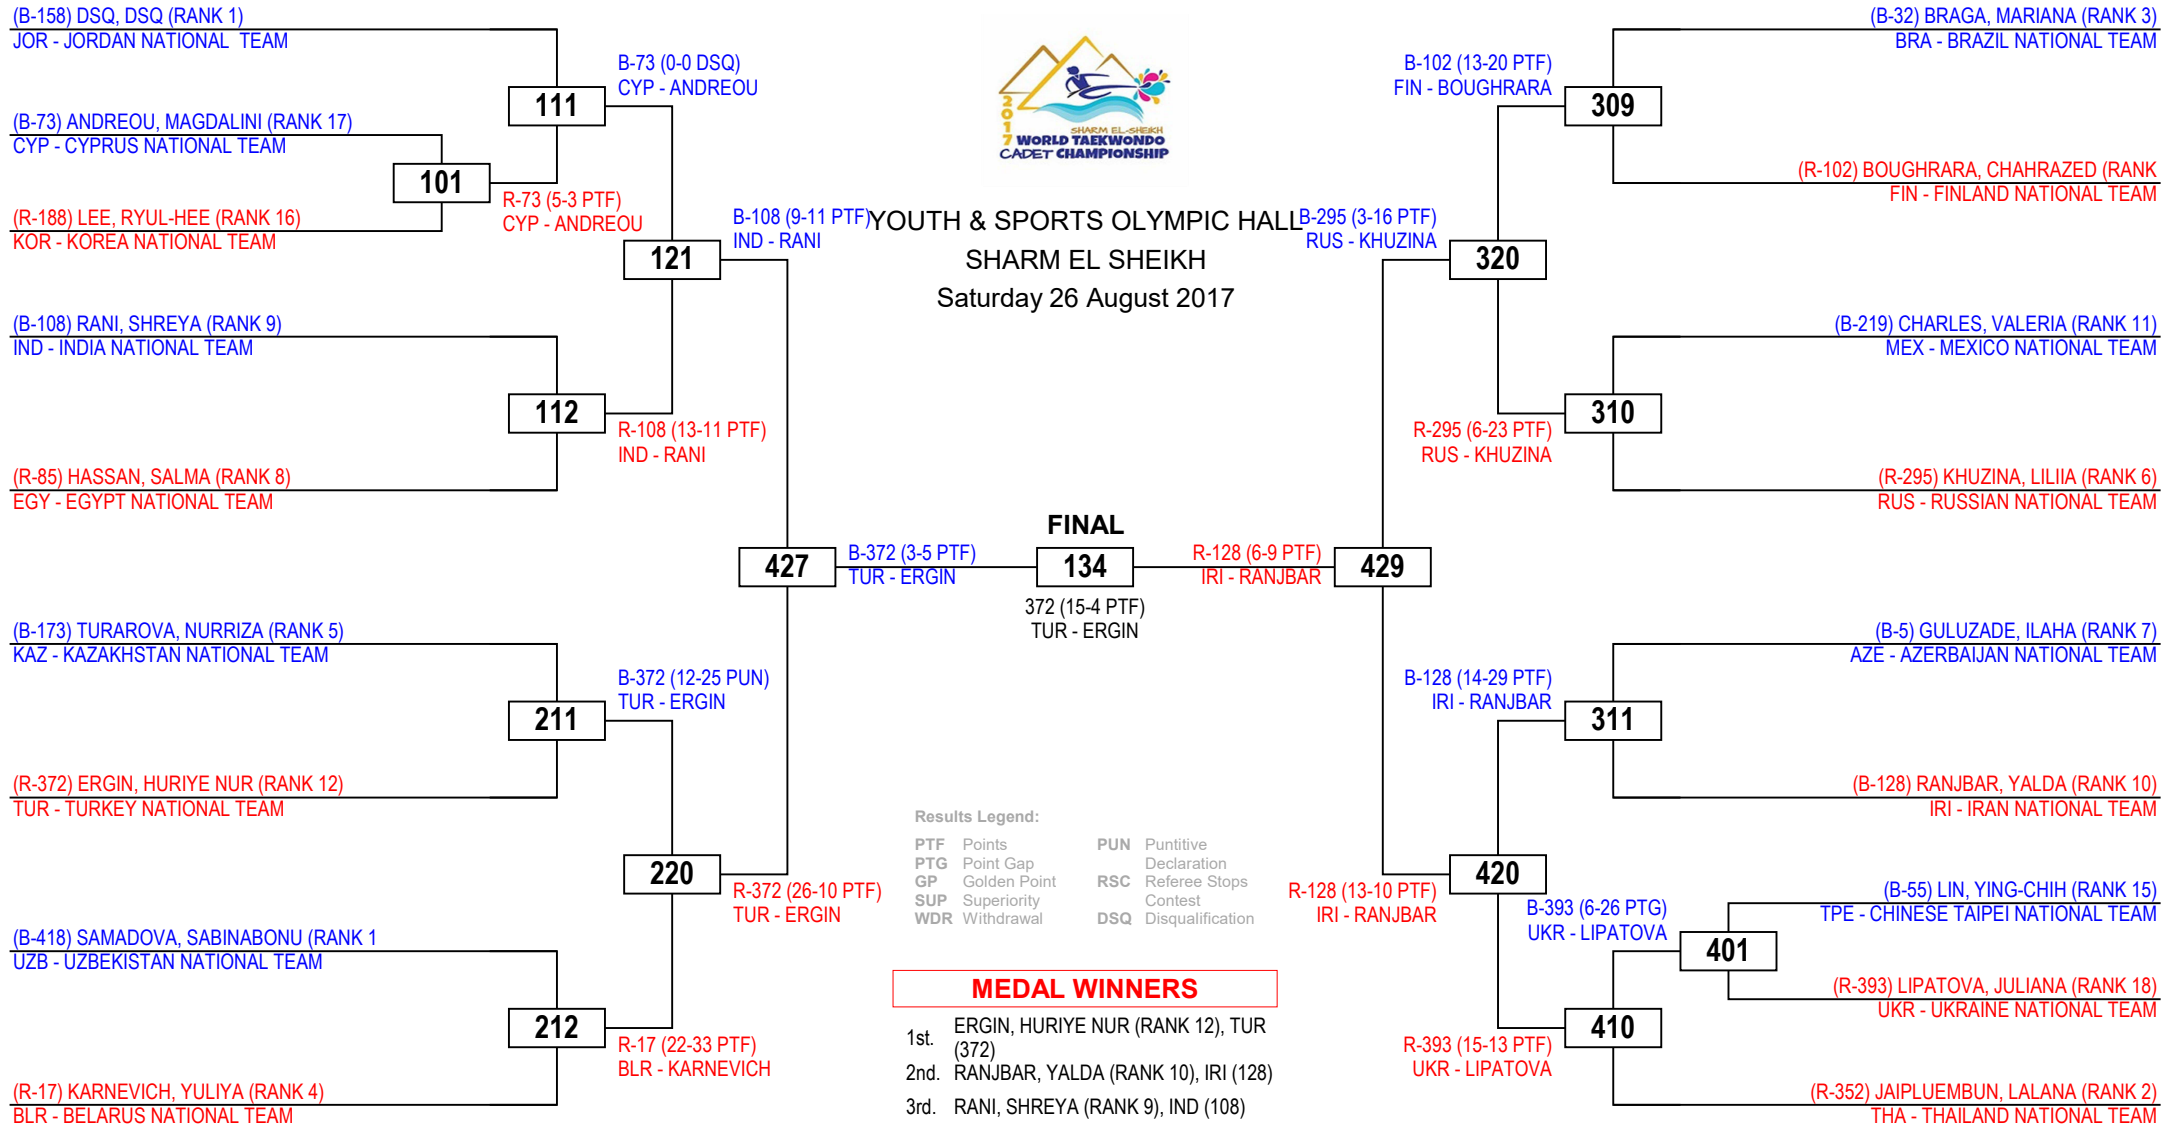 (B-158) DSQ, DSQ (RANK 1)
JOR - JORDAN NATIONAL TEAM
(B-73) ANDREOU, MAGDALINI (RANK 17)
CYP - CYPRUS NATIONAL TEAM
(R-188) LEE, RYUL-HEE (RANK 16)
KOR - KOREA NATIONAL TEAM
(B-108) RANI, SHREYA (RANK 9)
IND - INDIA NATIONAL TEAM
(R-85) HASSAN, SALMA (RANK 8)
EGY - EGYPT NATIONAL TEAM
(B-173) TURAROVA, NURRIZA (RANK 5)
KAZ - KAZAKHSTAN NATIONAL TEAM
(R-372) ERGIN, HURIYE NUR (RANK 12)
TUR - TURKEY NATIONAL TEAM
(B-418) SAMADOVA, SABINABONU (RANK 1
UZB - UZBEKISTAN NATIONAL TEAM
(R-17) KARNEVICH, YULIYA (RANK 4)
BLR - BELARUS NATIONAL TEAM
101
R-73 (5-3 PTF)
CYP - ANDREOU
111
B-73 (0-0 DSQ)
CYP - ANDREOU
112
R-108 (13-11 PTF)
IND - RANI
211
B-372 (12-25 PUN)
TUR - ERGIN
212
R-17 (22-33 PTF)
BLR - KARNEVICH
121
B-108 (9-11 PTF)
IND - RANI
220
R-372 (26-10 PTF)
TUR - ERGIN
427
B-372 (3-5 PTF)
TUR - ERGIN
2017
SHARM EL-SHEIKH
WORLD TAEKWONDO
CADET CHAMPIONSHIP
YOUTH & SPORTS OLYMPIC HALL
SHARM EL SHEIKH
Saturday 26 August 2017
FINAL
134
372 (15-4 PTF)
TUR - ERGIN
R-128 (6-9 PTF)
IRI - RANJBAR
429
B-295 (3-16 PTF)
RUS - KHUZINA
320
R-128 (13-10 PTF)
IRI - RANJBAR
420
B-102 (13-20 PTF)
FIN - BOUGHRARA
309
R-295 (6-23 PTF)
RUS - KHUZINA
310
B-128 (14-29 PTF)
IRI - RANJBAR
311
B-393 (6-26 PTG)
UKR - LIPATOVA
401
R-393 (15-13 PTF)
UKR - LIPATOVA
410
(B-32) BRAGA, MARIANA (RANK 3)
BRA - BRAZIL NATIONAL TEAM
(R-102) BOUGHRARA, CHAHRAZED (RANK
FIN - FINLAND NATIONAL TEAM
(B-219) CHARLES, VALERIA (RANK 11)
MEX - MEXICO NATIONAL TEAM
(R-295) KHUZINA, LILIIA (RANK 6)
RUS - RUSSIAN NATIONAL TEAM
(B-5) GULUZADE, ILAHA (RANK 7)
AZE - AZERBAIJAN NATIONAL TEAM
(B-128) RANJBAR, YALDA (RANK 10)
IRI - IRAN NATIONAL TEAM
(B-55) LIN, YING-CHIH (RANK 15)
TPE - CHINESE TAIPEI NATIONAL TEAM
(R-393) LIPATOVA, JULIANA (RANK 18)
UKR - UKRAINE NATIONAL TEAM
(R-352) JAIPLUEMBUN, LALANA (RANK 2)
THA - THAILAND NATIONAL TEAM
Results Legend:
PTF Points
PTG Point Gap
GP Golden Point
SUP Superiority
WDR Withdrawal
PUN Puntitive
Declaration
RSC Referee Stops
Contest
DSQ Disqualification
MEDAL WINNERS
1st. ERGIN, HURIYE NUR (RANK 12), TUR
(372)
2nd. RANJBAR, YALDA (RANK 10), IRI (128)
3rd. RANI, SHREYA (RANK 9), IND (108)